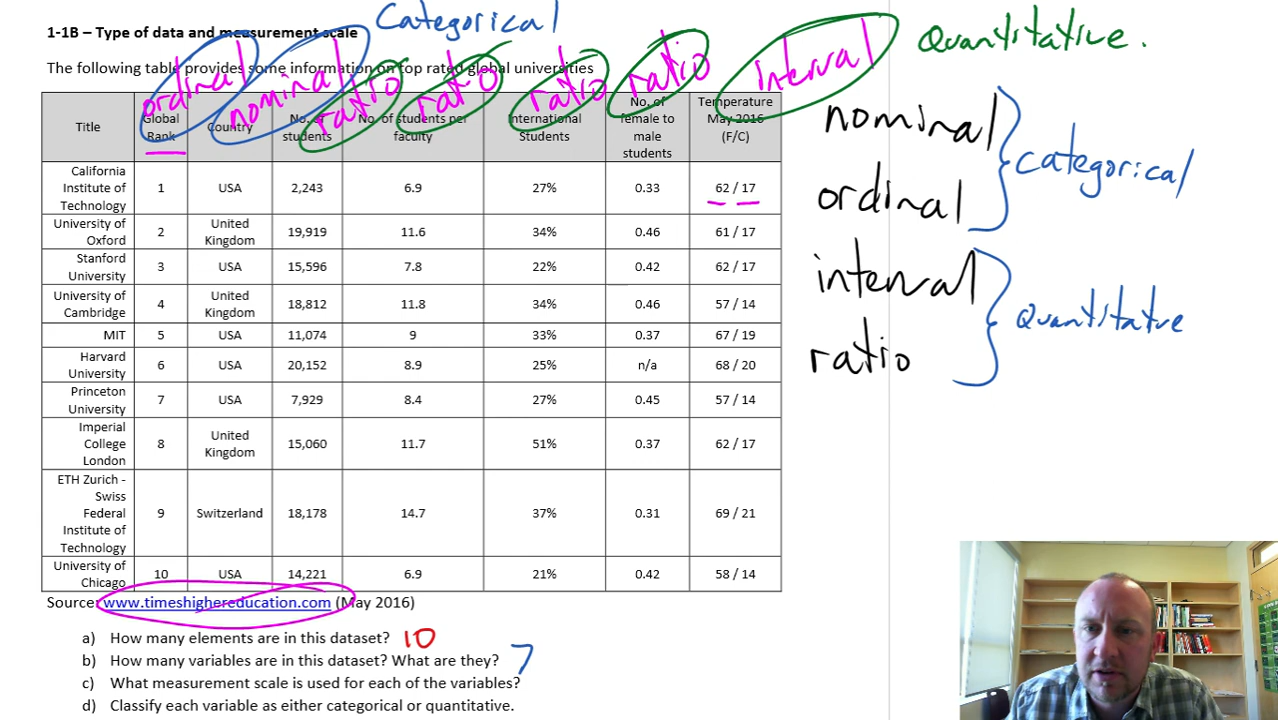 Categorical
Quantitative.
1-1B – Type of data and measurement scale
The following table provides some information on top rated global universities
ordinal nominal ratio ratio ratio ratio interval
Title Global Rank Country No. of students No. of students per faculty International Students No. of female to male students Temperature May 2016 (F/C)
California Institute of Technology 1 USA 2,243 6.9 27% 0.33 62 / 17
University of Oxford 2 United Kingdom 19,919 11.6 34% 0.46 61 / 17
Stanford University 3 USA 15,596 7.8 22% 0.42 62 / 17
University of Cambridge 4 United Kingdom 18,812 11.8 34% 0.46 57 / 14
MIT 5 USA 11,074 9 33% 0.37 67 / 19
Harvard University 6 USA 20,152 8.9 25% n/a 68 / 20
Princeton University 7 USA 7,929 8.4 27% 0.45 57 / 14
Imperial College London 8 United Kingdom 15,060 11.7 51% 0.37 62 / 17
ETH Zurich - Swiss Federal Institute of Technology 9 Switzerland 18,178 14.7 37% 0.31 69 / 21
University of Chicago 10 USA 14,221 6.9 21% 0.42 58 / 14
Source: www.timeshighereducation.com (May 2016)
a) How many elements are in this dataset? 10
b) How many variables are in this dataset? What are they? 7
c) What measurement scale is used for each of the variables?
d) Classify each variable as either categorical or quantitative.
nominal
ordinal
categorical
interval
ratio
Quantitatve